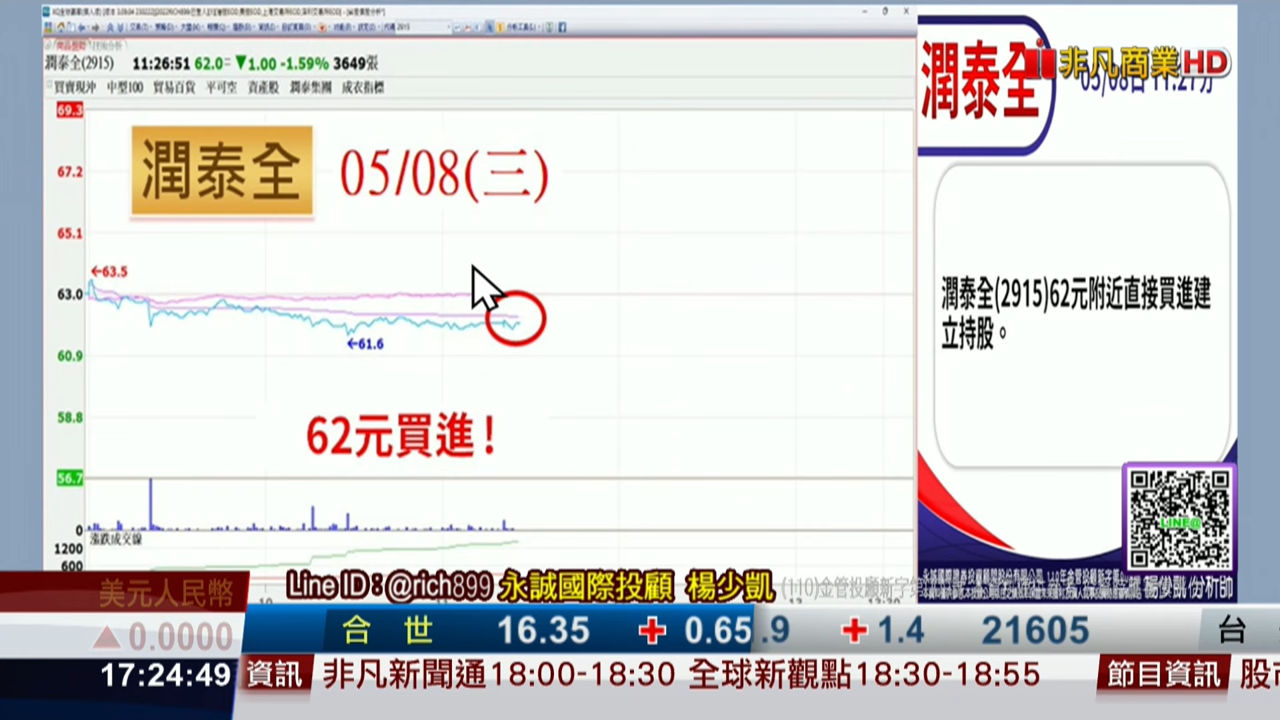 潤泰全(2915) 11:26:51 62.0 ▼1.00 -1.59% 3649張
買賣現沖 中型100 貿易百貨 平可空 資產股 潤泰集團 成衣指標
69.3
67.2
65.1
63.0
60.9
58.8
56.7
0
1200
600
潤泰全 05/08(三)
←63.5
←61.6
62元買進!
漲跌成交線
潤泰全
非凡商業HD
潤泰全(2915)62元附近直接買進建
立持股。
LINE@
Line ID:@rich899 永誠國際投顧 楊少凱
美元人民幣
▲0.0000
合 世 16.35 + 0.65 .9 + 1.4 21605 台
17:24:49 資訊 非凡新聞通18:00-18:30 全球新觀點18:30-18:55 節目資訊 股市